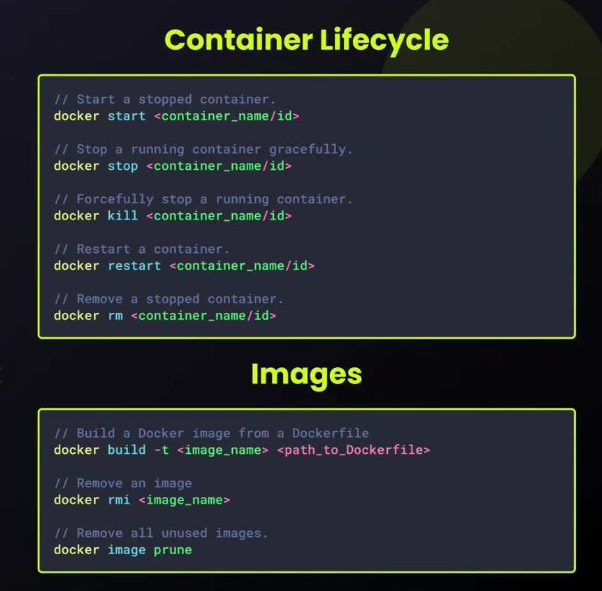 Container Lifecycle
// Start a stopped container.
docker start <container_name/id>
// Stop a running container gracefully.
docker stop <container_name/id>
// Forcefully stop a running container.
docker kill <container_name/id>
// Restart a container.
docker restart <container_name/id>
// Remove a stopped container.
docker rm <container_name/id>
Images
// Build a Docker image from a Dockerfile
docker build -t <image_name> <path_to_Dockerfile>
// Remove an image
docker rmi <image_name>
// Remove all unused images.
docker image prune